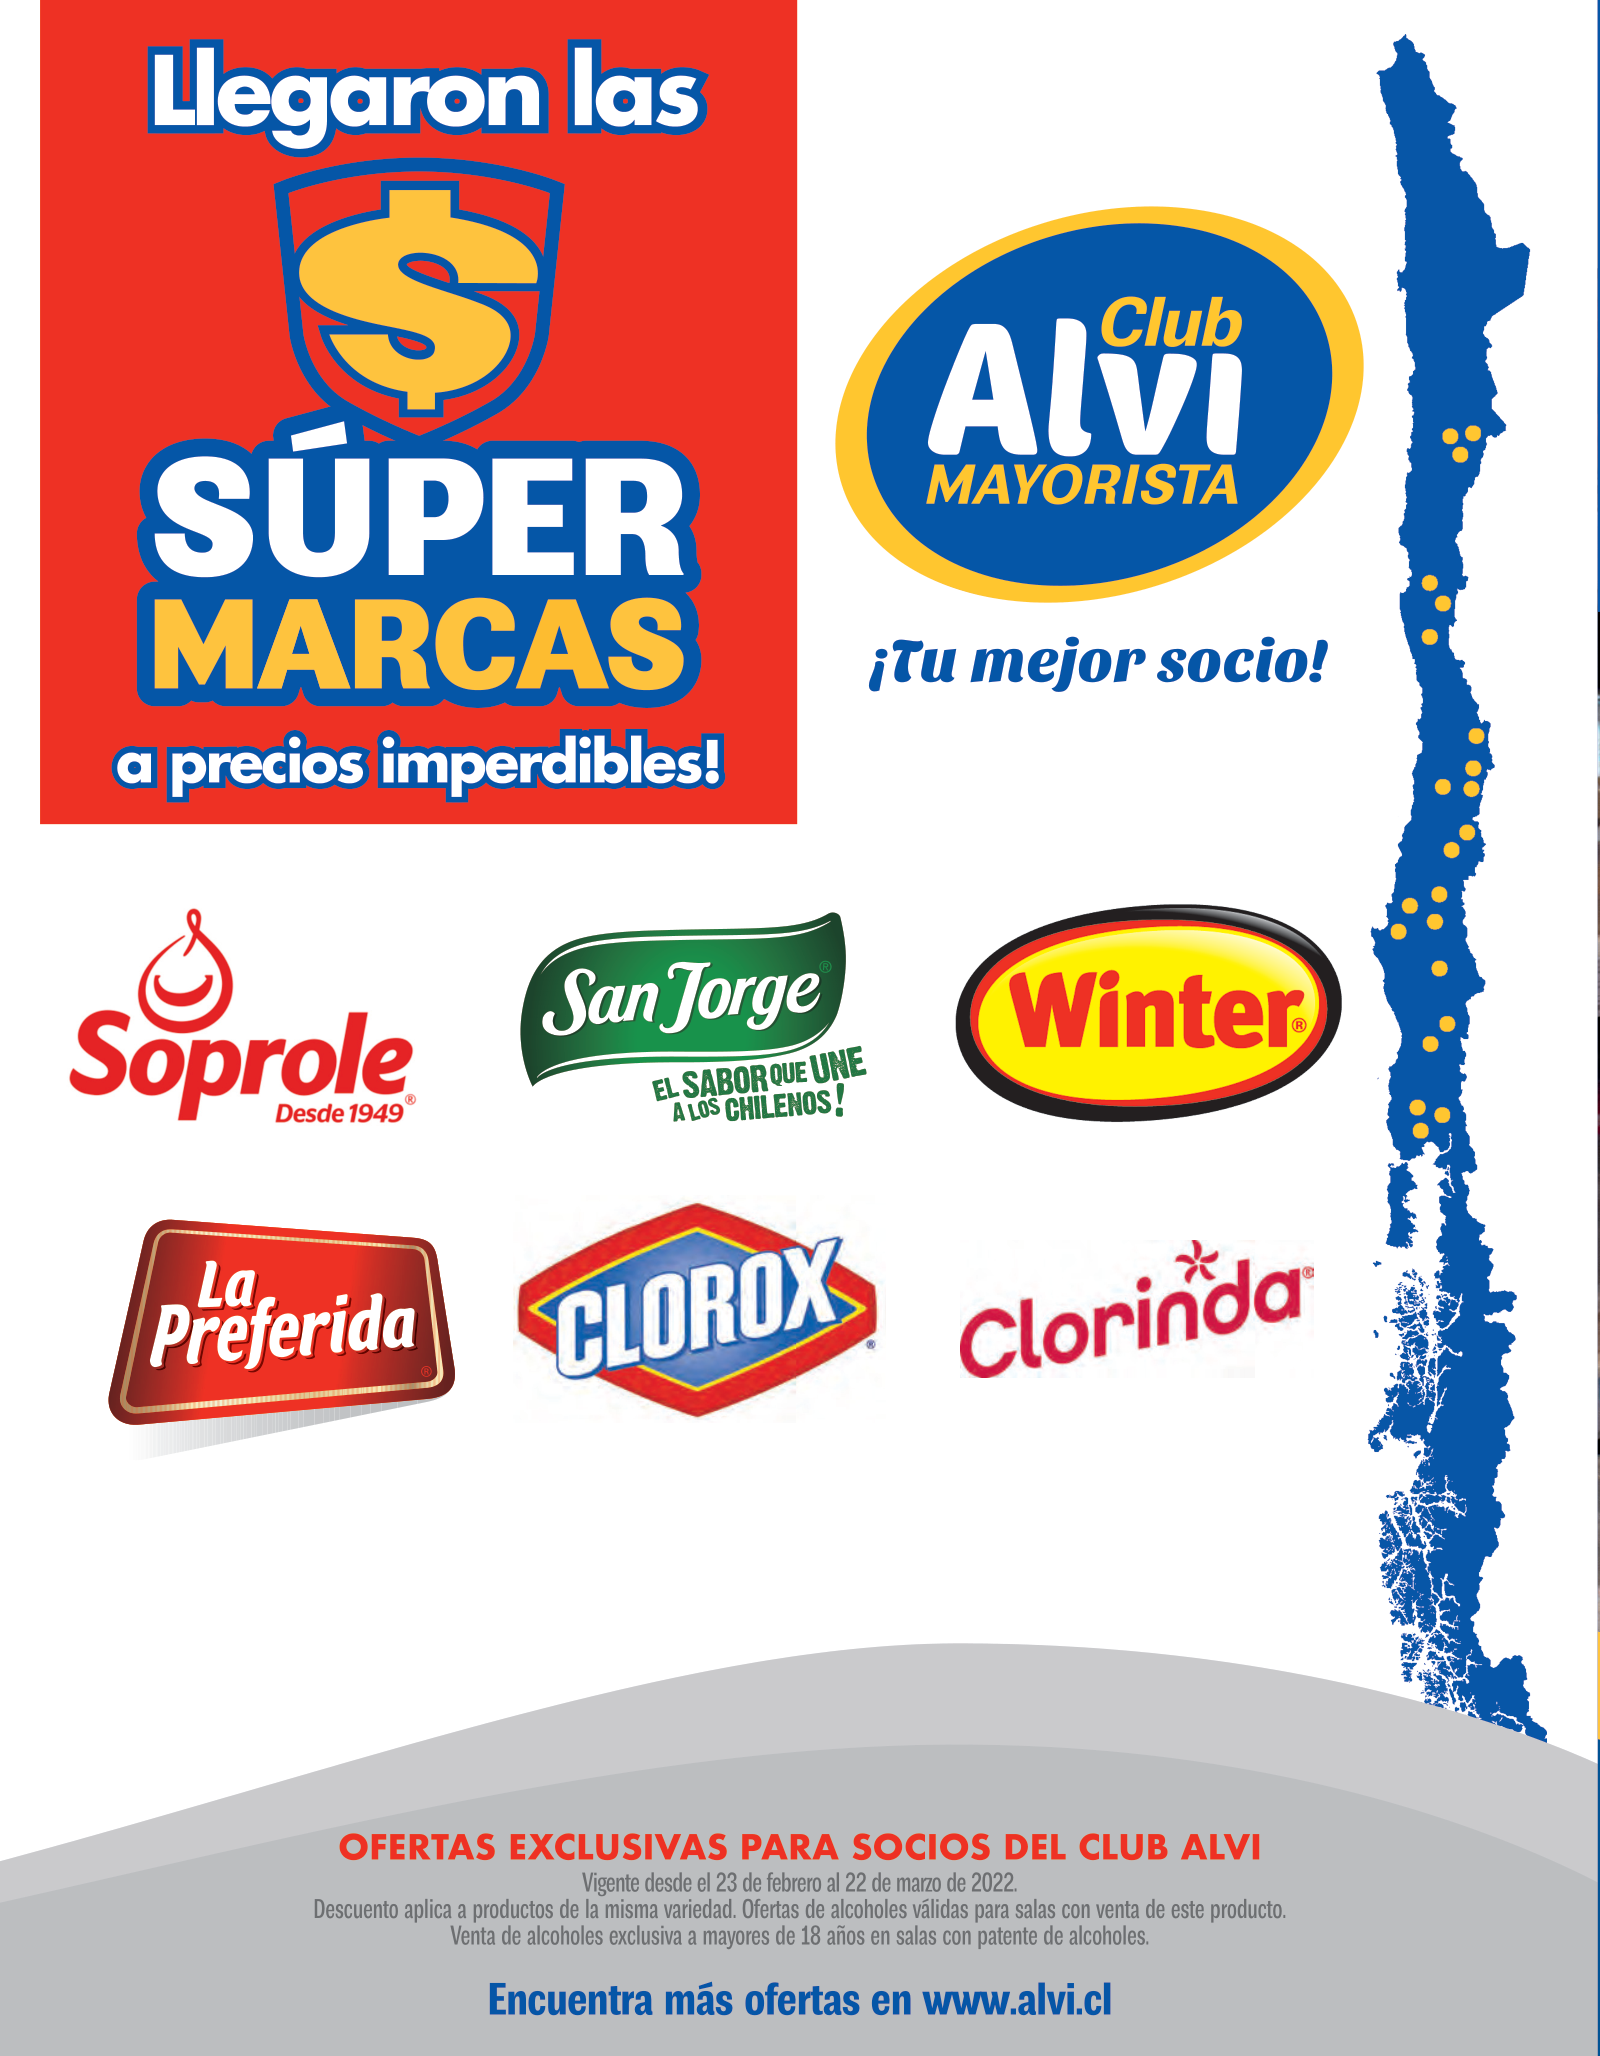 Llegaron las
$
SÚPER
MARCAS
a precios imperdibles!
Club
Alvi
MAYORISTA
¡Tu mejor socio!
Soprole®
Desde 1949
San Jorge®
EL SABOR QUE UNE
A LOS CHILENOS!
Winter®
La
Preferida
®
CLOROX®
Clorinda®
OFERTAS EXCLUSIVAS PARA SOCIOS DEL CLUB ALVI
Vigente desde el 23 de febrero al 22 de marzo de 2022.
Descuento aplica a productos de la misma variedad. Ofertas de alcoholes válidas para salas con venta de este producto.
Venta de alcoholes exclusiva a mayores de 18 años en salas con patente de alcoholes.
Encuentra más ofertas en www.alvi.cl